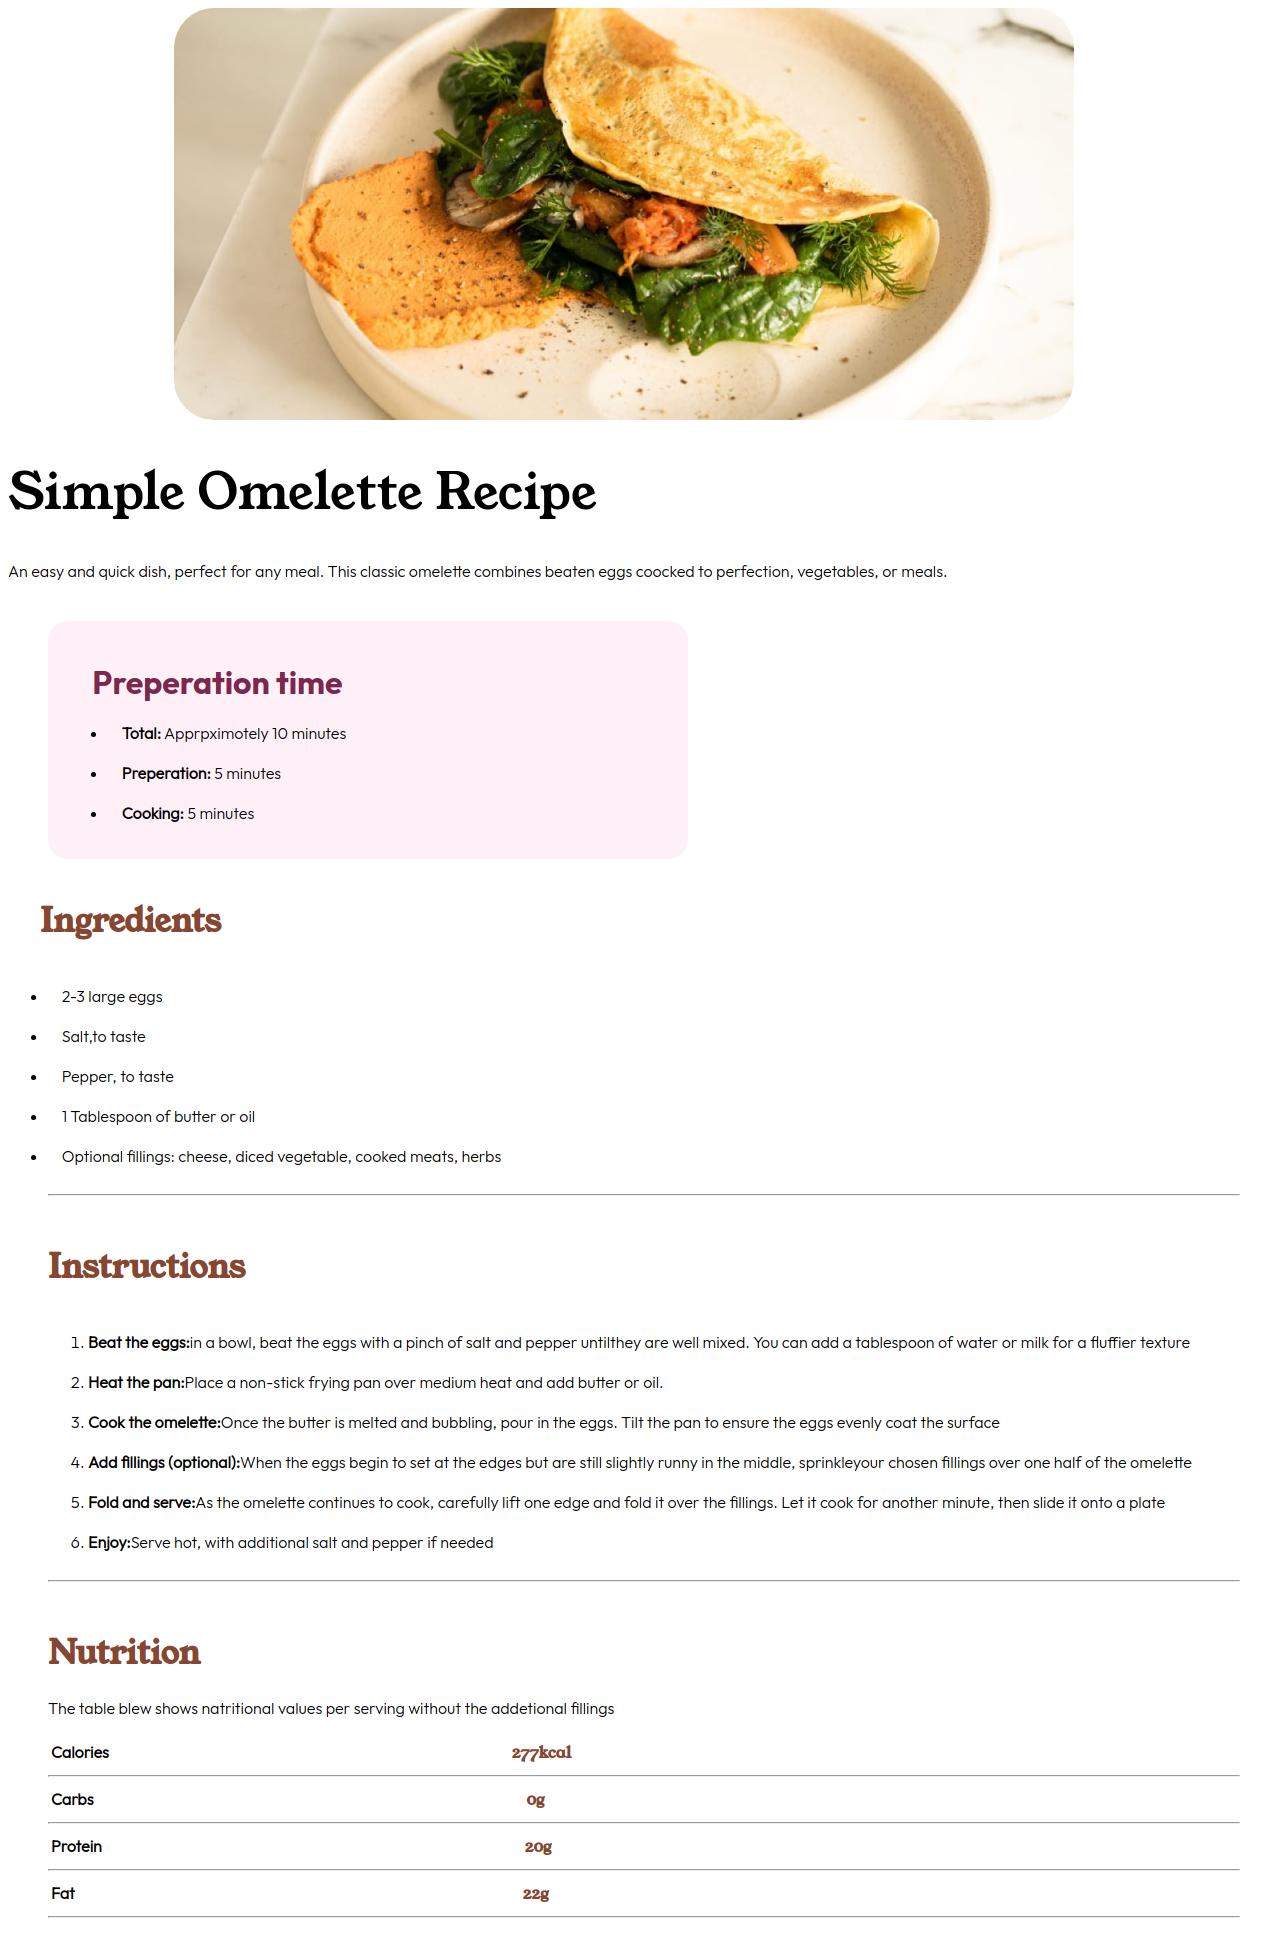 Simple Omelette Recipe
An easy and quick dish, perfect for any meal. This classic omelette combines beaten eggs coocked to perfection, vegetables, or meals.
Preperation time
• Total: Apprpximotely 10 minutes
• Preperation: 5 minutes
• Cooking: 5 minutes
Ingredients
• 2-3 large eggs
• Salt,to taste
• Pepper, to taste
• 1 Tablespoon of butter or oil
• Optional fillings: cheese, diced vegetable, cooked meats, herbs
Instructions
1. Beat the eggs:in a bowl, beat the eggs with a pinch of salt and pepper untilthey are well mixed. You can add a tablespoon of water or milk for a fluffier texture
2. Heat the pan:Place a non-stick frying pan over medium heat and add butter or oil.
3. Cook the omelette:Once the butter is melted and bubbling, pour in the eggs. Tilt the pan to ensure the eggs evenly coat the surface
4. Add fillings (optional):When the eggs begin to set at the edges but are still slightly runny in the middle, sprinkleyour chosen fillings over one half of the omelette
5. Fold and serve:As the omelette continues to cook, carefully lift one edge and fold it over the fillings. Let it cook for another minute, then slide it onto a plate
6. Enjoy:Serve hot, with additional salt and pepper if needed
Nutrition
The table blew shows natritional values per serving without the addetional fillings
Calories 277kcal
Carbs 0g
Protein 20g
Fat 22g